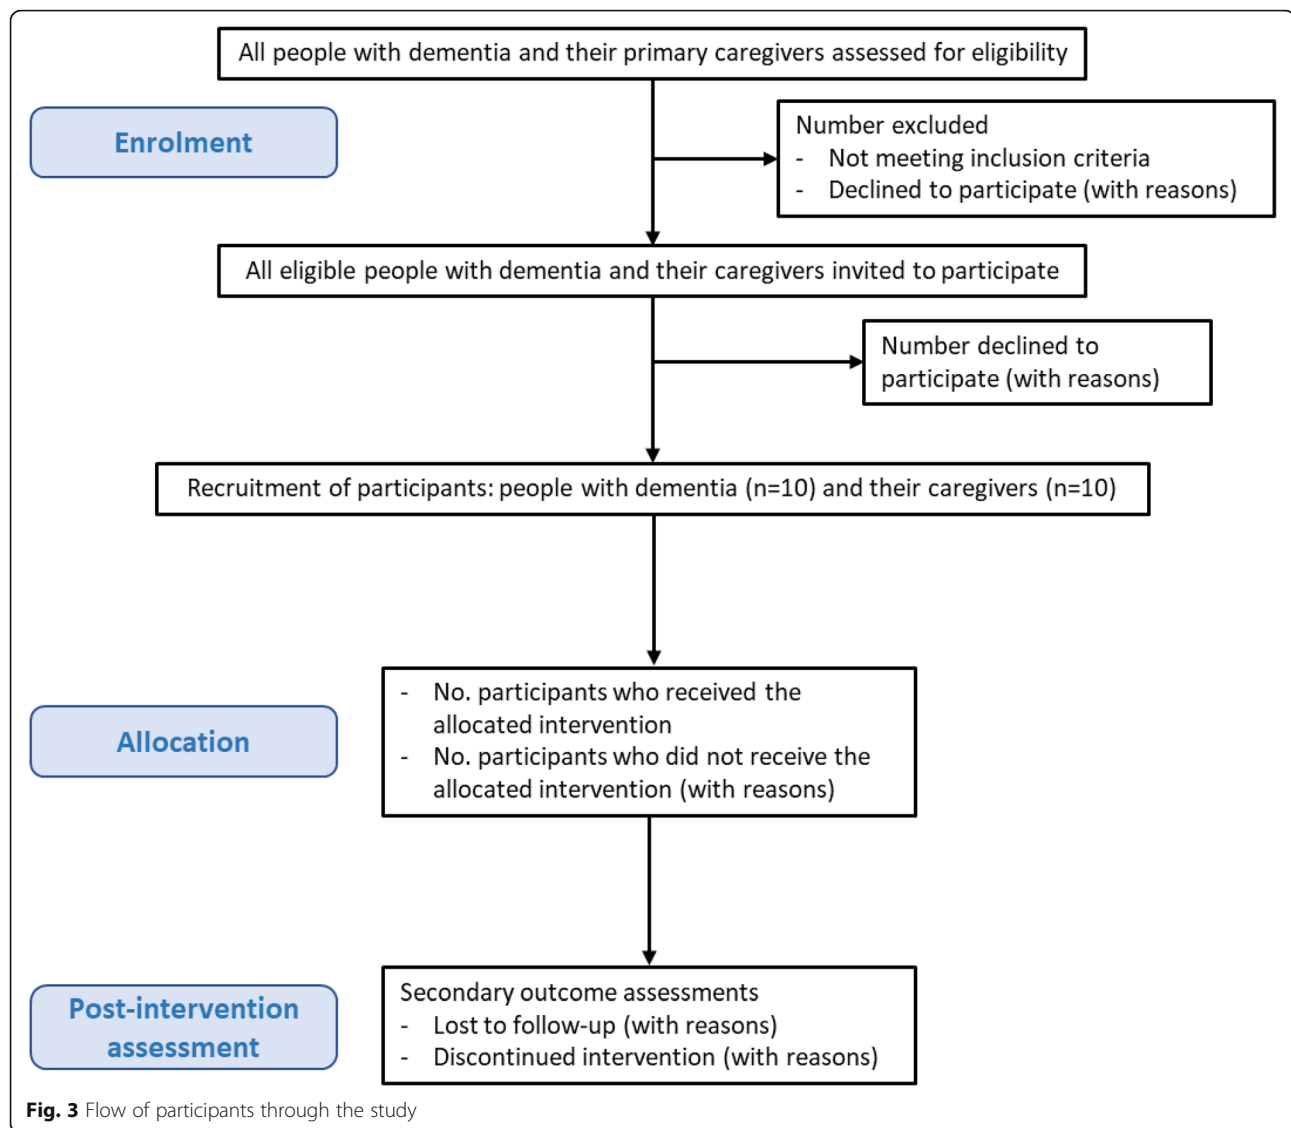 All people with dementia and their primary caregivers assessed for eligibility
Enrolment
Number excluded
- Not meeting inclusion criteria
- Declined to participate (with reasons)
All eligible people with dementia and their caregivers invited to participate
Number declined to
participate (with reasons)
Recruitment of participants: people with dementia (n=10) and their caregivers (n=10)
Allocation
- No. participants who received the
allocated intervention
- No. participants who did not receive the
allocated intervention (with reasons)
Post-intervention
assessment
Secondary outcome assessments
- Lost to follow-up (with reasons)
- Discontinued intervention (with reasons)
Fig. 3 Flow of participants through the study